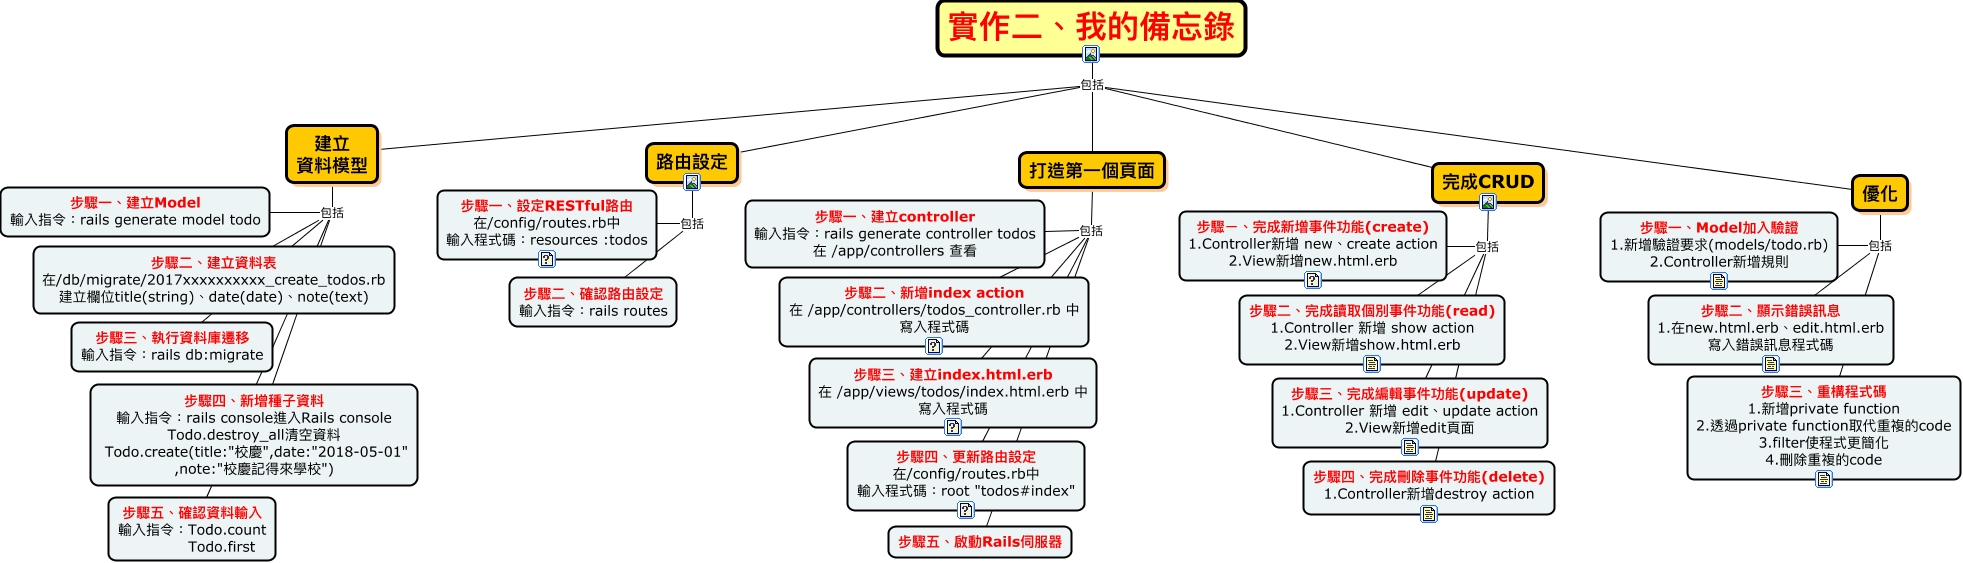 實作二、我的備忘錄
包括
建立
資料模型
包括
步驟一、建立Model
輸入指令：rails generate model todo
步驟二、建立資料表
在/db/migrate/2017xxxxxxxxxx_create_todos.rb
建立欄位title(string)、date(date)、note(text)
步驟三、執行資料庫遷移
輸入指令：rails db:migrate
步驟四、新增種子資料
輸入指令：rails console進入Rails console
Todo.destroy_all清空資料
Todo.create(title:"校慶",date:"2018-05-01"
,note:"校慶記得來學校")
步驟五、確認資料輸入
輸入指令：Todo.count
Todo.first
路由設定
包括
步驟一、設定RESTful路由
在/config/routes.rb中
輸入程式碼：resources :todos
步驟二、確認路由設定
輸入指令：rails routes
打造第一個頁面
包括
步驟一、建立controller
輸入指令：rails generate controller todos
在 /app/controllers 查看
步驟二、新增index action
在 /app/controllers/todos_controller.rb 中
寫入程式碼
步驟三、建立index.html.erb
在 /app/views/todos/index.html.erb 中
寫入程式碼
步驟四、更新路由設定
在/config/routes.rb中
輸入程式碼：root "todos#index"
步驟五、啟動Rails伺服器
完成CRUD
包括
步驟一、完成新增事件功能(create)
1.Controller新增 new、create action
2.View新增new.html.erb
步驟二、完成讀取個別事件功能(read)
1.Controller 新增 show action
2.View新增show.html.erb
步驟三、完成編輯事件功能(update)
1.Controller 新增 edit、update action
2.View新增edit頁面
步驟四、完成刪除事件功能(delete)
1.Controller新增destroy action
優化
包括
步驟一、Model加入驗證
1.新增驗證要求(models/todo.rb)
2.Controller新增規則
步驟二、顯示錯誤訊息
1.在new.html.erb、edit.html.erb
寫入錯誤訊息程式碼
步驟三、重構程式碼
1.新增private function
2.透過private function取代重複的code
3.filter使程式更簡化
4.刪除重複的code